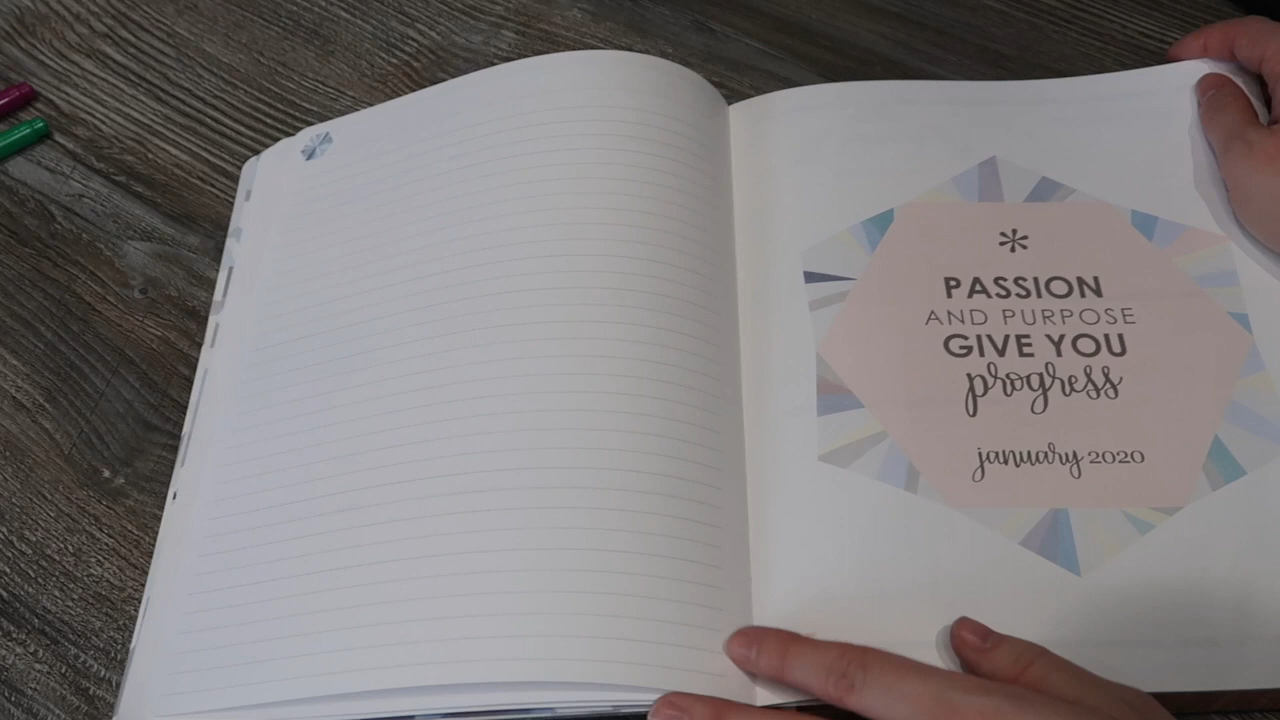 *
PASSION
AND PURPOSE
GIVE YOU
progress
january 2020